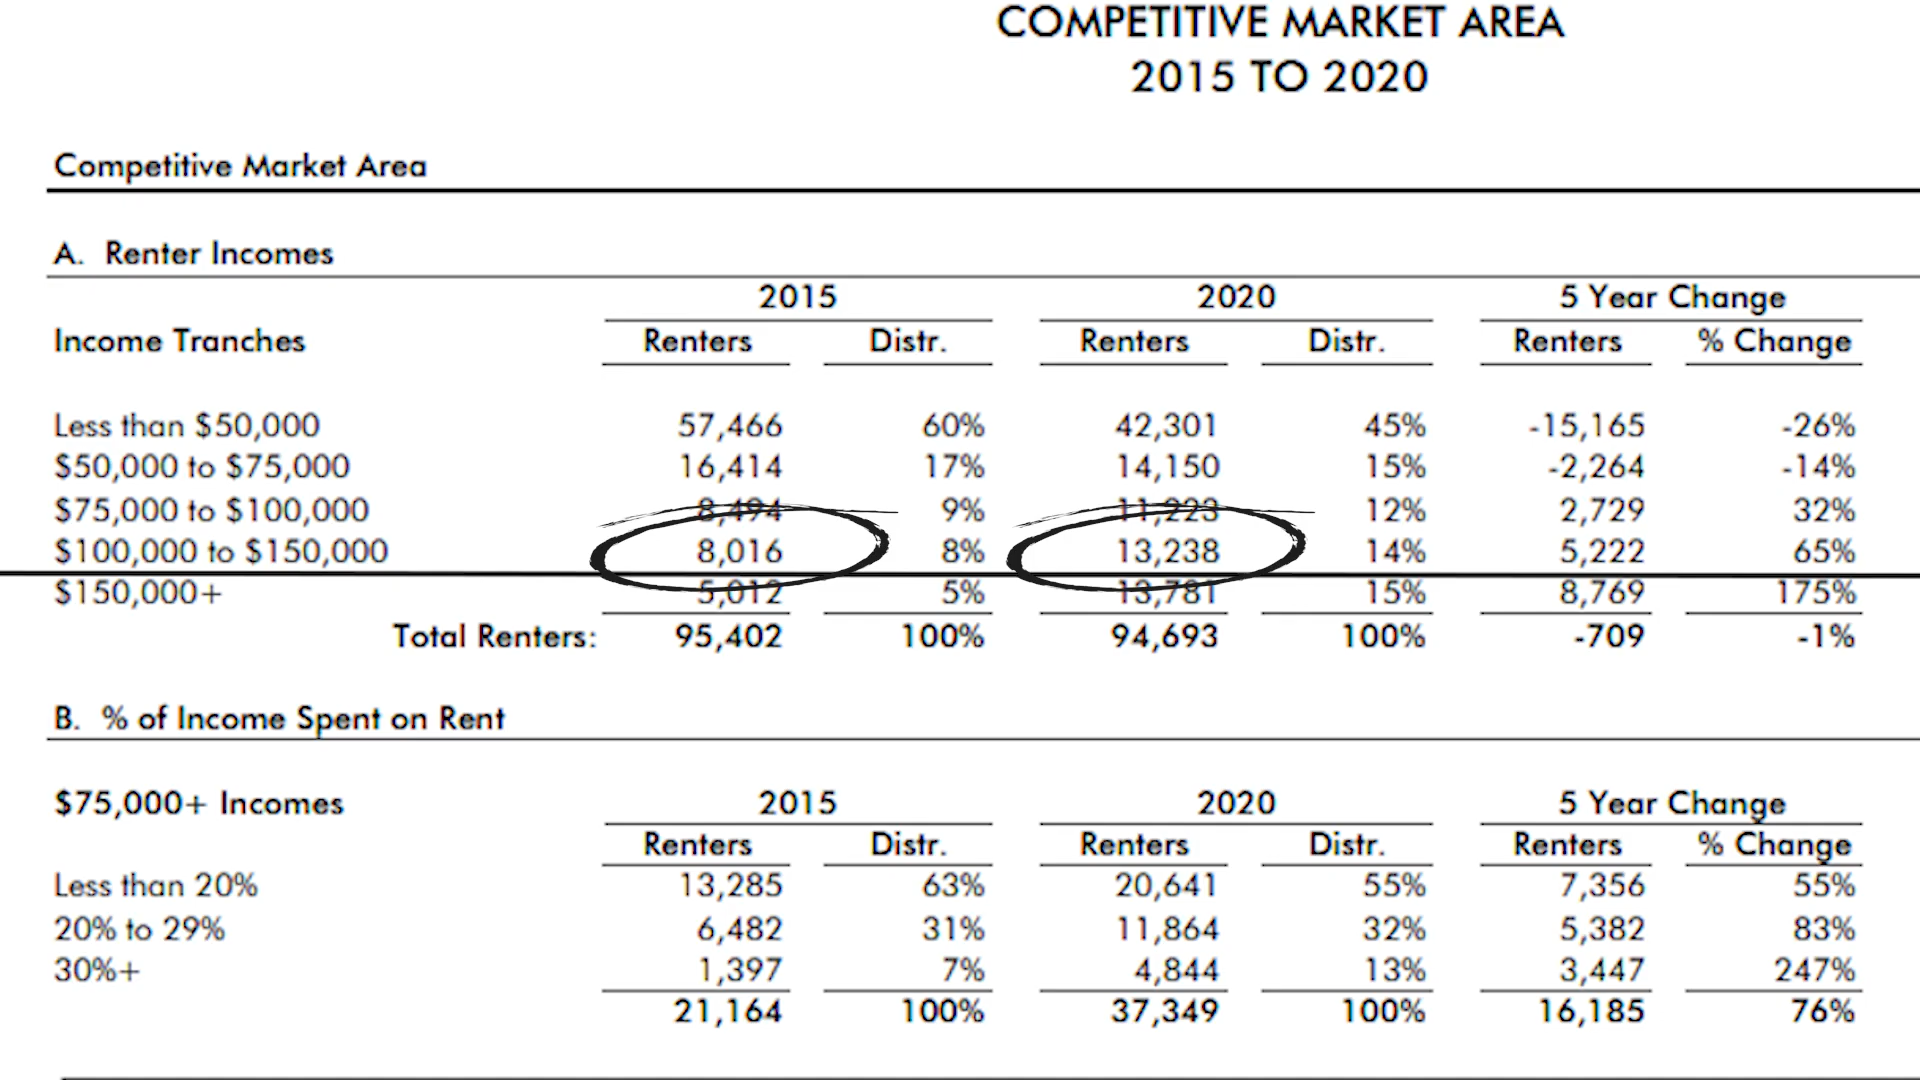 COMPETITIVE MARKET AREA
2015 TO 2020
Competitive Market Area
A. Renter Incomes
2015 2020 5 Year Change
Income Tranches Renters Distr. Renters Distr. Renters % Change
Less than $50,000 57,466 60% 42,301 45% -15,165 -26%
$50,000 to $75,000 16,414 17% 14,150 15% -2,264 -14%
$75,000 to $100,000 8,494 9% 11,223 12% 2,729 32%
$100,000 to $150,000 8,016 8% 13,238 14% 5,222 65%
$150,000+ 5,012 5% 13,781 15% 8,769 175%
Total Renters: 95,402 100% 94,693 100% -709 -1%
B. % of Income Spent on Rent
$75,000+ Incomes 2015 2020 5 Year Change
Renters Distr. Renters Distr. Renters % Change
Less than 20% 13,285 63% 20,641 55% 7,356 55%
20% to 29% 6,482 31% 11,864 32% 5,382 83%
30%+ 1,397 7% 4,844 13% 3,447 247%
21,164 100% 37,349 100% 16,185 76%